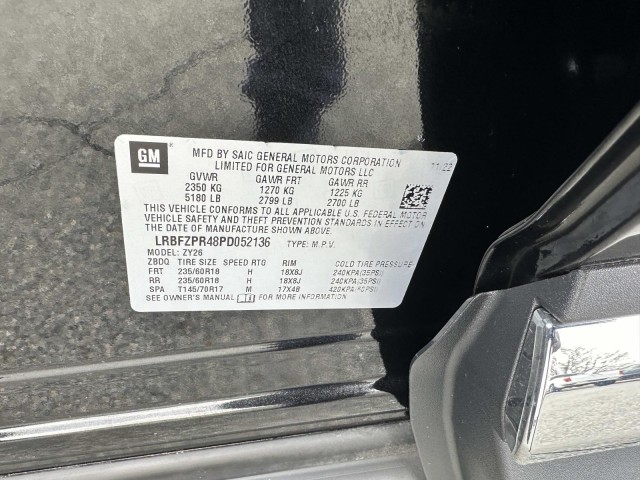 GM
MFD BY SAIC GENERAL MOTORS CORPORATION 11/22
LIMITED FOR GENERAL MOTORS LLC
GVWR GAWR FRT GAWR RR
2350 KG 1270 KG 1225 KG
5180 LB 2799 LB 2700 LB
THIS VEHICLE CONFORMS TO ALL APPLICABLE U.S. FEDERAL MOTOR
VEHICLE SAFETY AND THEFT PREVENTION STANDARDS IN EFFECT ON
THE DATE OF MANUFACTURE SHOWN ABOVE.
LRBFZPR48PD052136 TYPE: M.P.V.
MODEL: ZY26
ZBDQ TIRE SIZE SPEED RTG RIM COLD TIRE PRESSURE
FRT 235/60R18 H 18X8J 240KPA(35PSI)
RR 235/60R18 H 18X8J 240KPA(35PSI)
SPA T145/70R17 M 17X4B 420KPA(60PSI)
SEE OWNER'S MANUAL FOR MORE INFORMATION